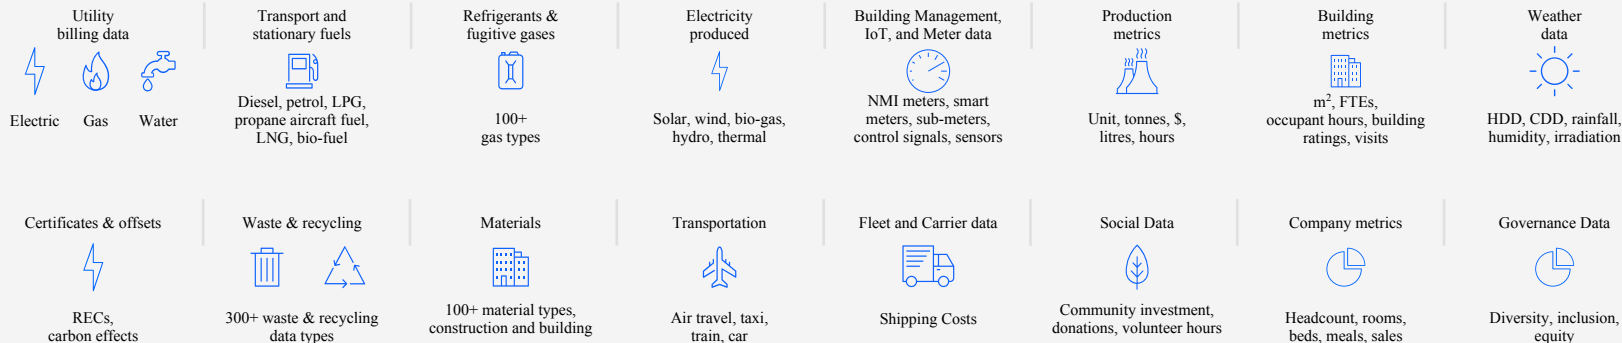 Utility
billing data
Electric
Gas
Water
Transport and
stationary fuels
Diesel, petrol, LPG,
propane aircraft fuel,
LNG, bio-fuel
Refrigerants &
fugitive gases
100+
gas types
Electricity
produced
Solar, wind, bio-gas,
hydro, thermal
Building Management,
IoT, and Meter data
NMI meters, smart
meters, sub-meters,
control signals, sensors
Production
metrics
Unit, tonnes, $,
litres, hours
Building
metrics
m², FTEs,
occupant hours, building
ratings, visits
Weather
data
HDD, CDD, rainfall,
humidity, irradiation
Certificates & offsets
RECs,
carbon effects
Waste & recycling
300+ waste & recycling
data types
Materials
100+ material types,
construction and building
Transportation
Air travel, taxi,
train, car
Fleet and Carrier data
Shipping Costs
Social Data
Community investment,
donations, volunteer hours
Company metrics
Headcount, rooms,
beds, meals, sales
Governance Data
Diversity, inclusion,
equity